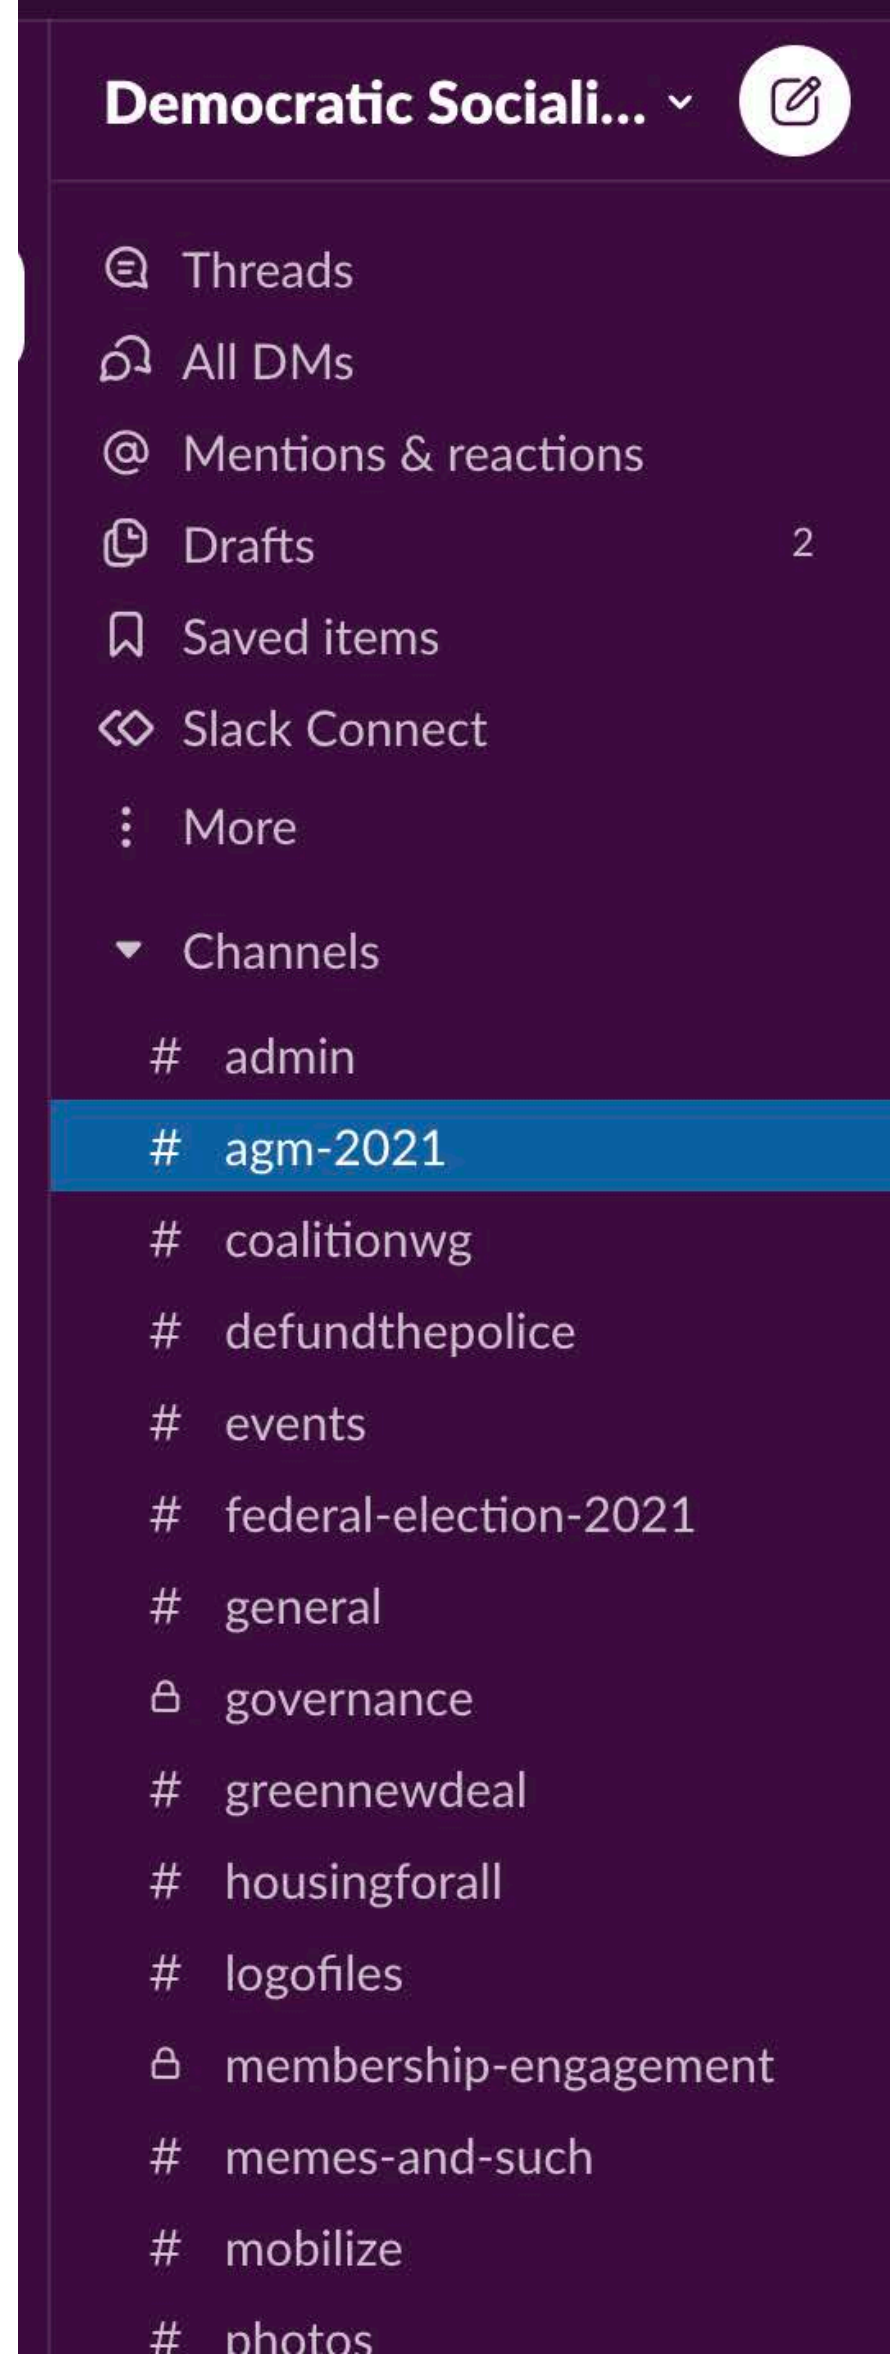 Democratic Sociali...
Threads
All DMs
@ Mentions & reactions
Drafts 2
Saved items
Slack Connect
More
Channels
# admin
# agm-2021
# coalitionwg
# defundthepolice
# events
# federal-election-2021
# general
governance
# greennewdeal
# housingforall
# logofiles
membership-engagement
# memes-and-such
# mobilize
# photos